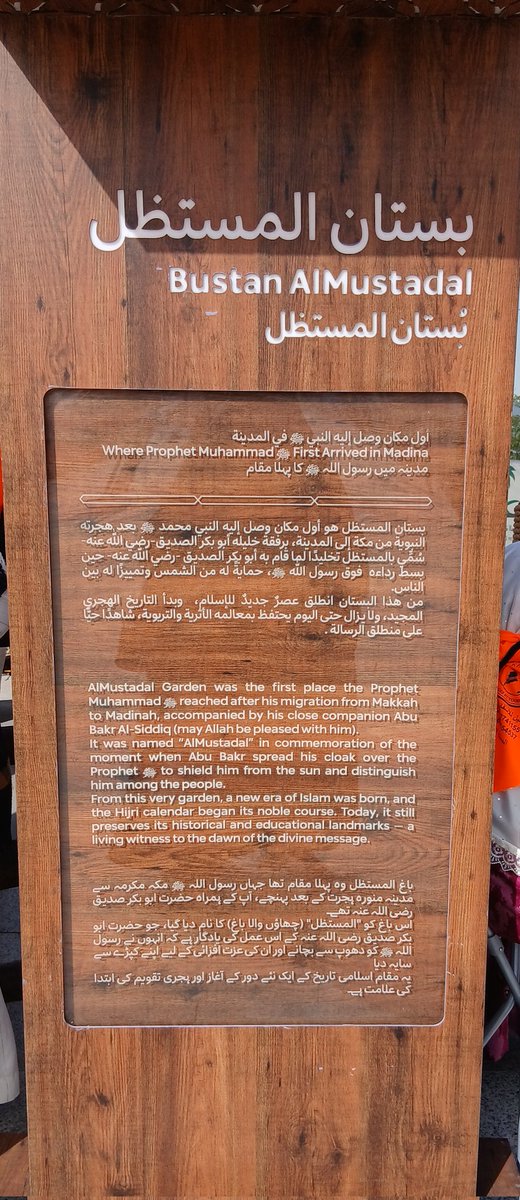 بستان المستظل
Bustan AlMustadal
بُستان المستظل
أول مكان وصل إليه النبي ﷺ في المدينة
Where Prophet Muhammad ﷺ First Arrived in Madina
مدینہ میں رسول اللہ ﷺ کا پہلا مقام
بستان المستظل هو أول مكان وصل إليه النبي محمد ﷺ بعد هجرته
النبوية من مكة إلى المدينة، برفقة خليله أبو بكر الصديق -رضي الله عنه-
سُمِّي بالمستظل تخليدًا لما قام به أبو بكر الصديق -رضي الله عنه- حين
بسط رداءه فوق رسول الله ﷺ، حمايةً له من الشمس وتمييزًا له بين
الناس.
من هذا البستان انطلق عصرٌ جديدٌ للإسلام، وبدأ التاريخ الهجري
المجيد، ولا يزال حتى اليوم يحتفظ بمعالمه الأثرية والتربوية، شاهدًا حيًّا
على منطلق الرسالة.
AlMustadal Garden was the first place the Prophet
Muhammad ﷺ reached after his migration from Makkah
to Madinah, accompanied by his close companion Abu
Bakr Al-Siddiq (may Allah be pleased with him).
It was named "AlMustadal" in commemoration of the
moment when Abu Bakr spread his cloak over the
Prophet ﷺ to shield him from the sun and distinguish
him among the people.
From this very garden, a new era of Islam was born, and
the Hijri calendar began its noble course. Today, it still
preserves its historical and educational landmarks — a
living witness to the dawn of the divine message.
باغ المستظل وہ پہلا مقام تھا جہاں رسول اللہ ﷺ مکہ مکرمہ سے
مدینہ منورہ ہجرت کے بعد پہنچے، آپ کے ہمراہ حضرت ابو بکر صدیق
رضی اللہ عنہ تھے۔
اس باغ کو "المستظل" (چھاؤں والا باغ) کا نام دیا گیا، جو حضرت ابو
بکر صدیق رضی اللہ عنہ کے اس عمل کی یادگار ہے کہ انہوں نے رسول
اللہ ﷺ کو دھوپ سے بچانے اور ان کی عزت افزائی کے لیے اپنے کپڑے سے
سایہ دیا
یہ مقام اسلامی تاریخ کے ایک نئے دور کے آغاز اور ہجری تقویم کی ابتدا
کی علامت ہے۔